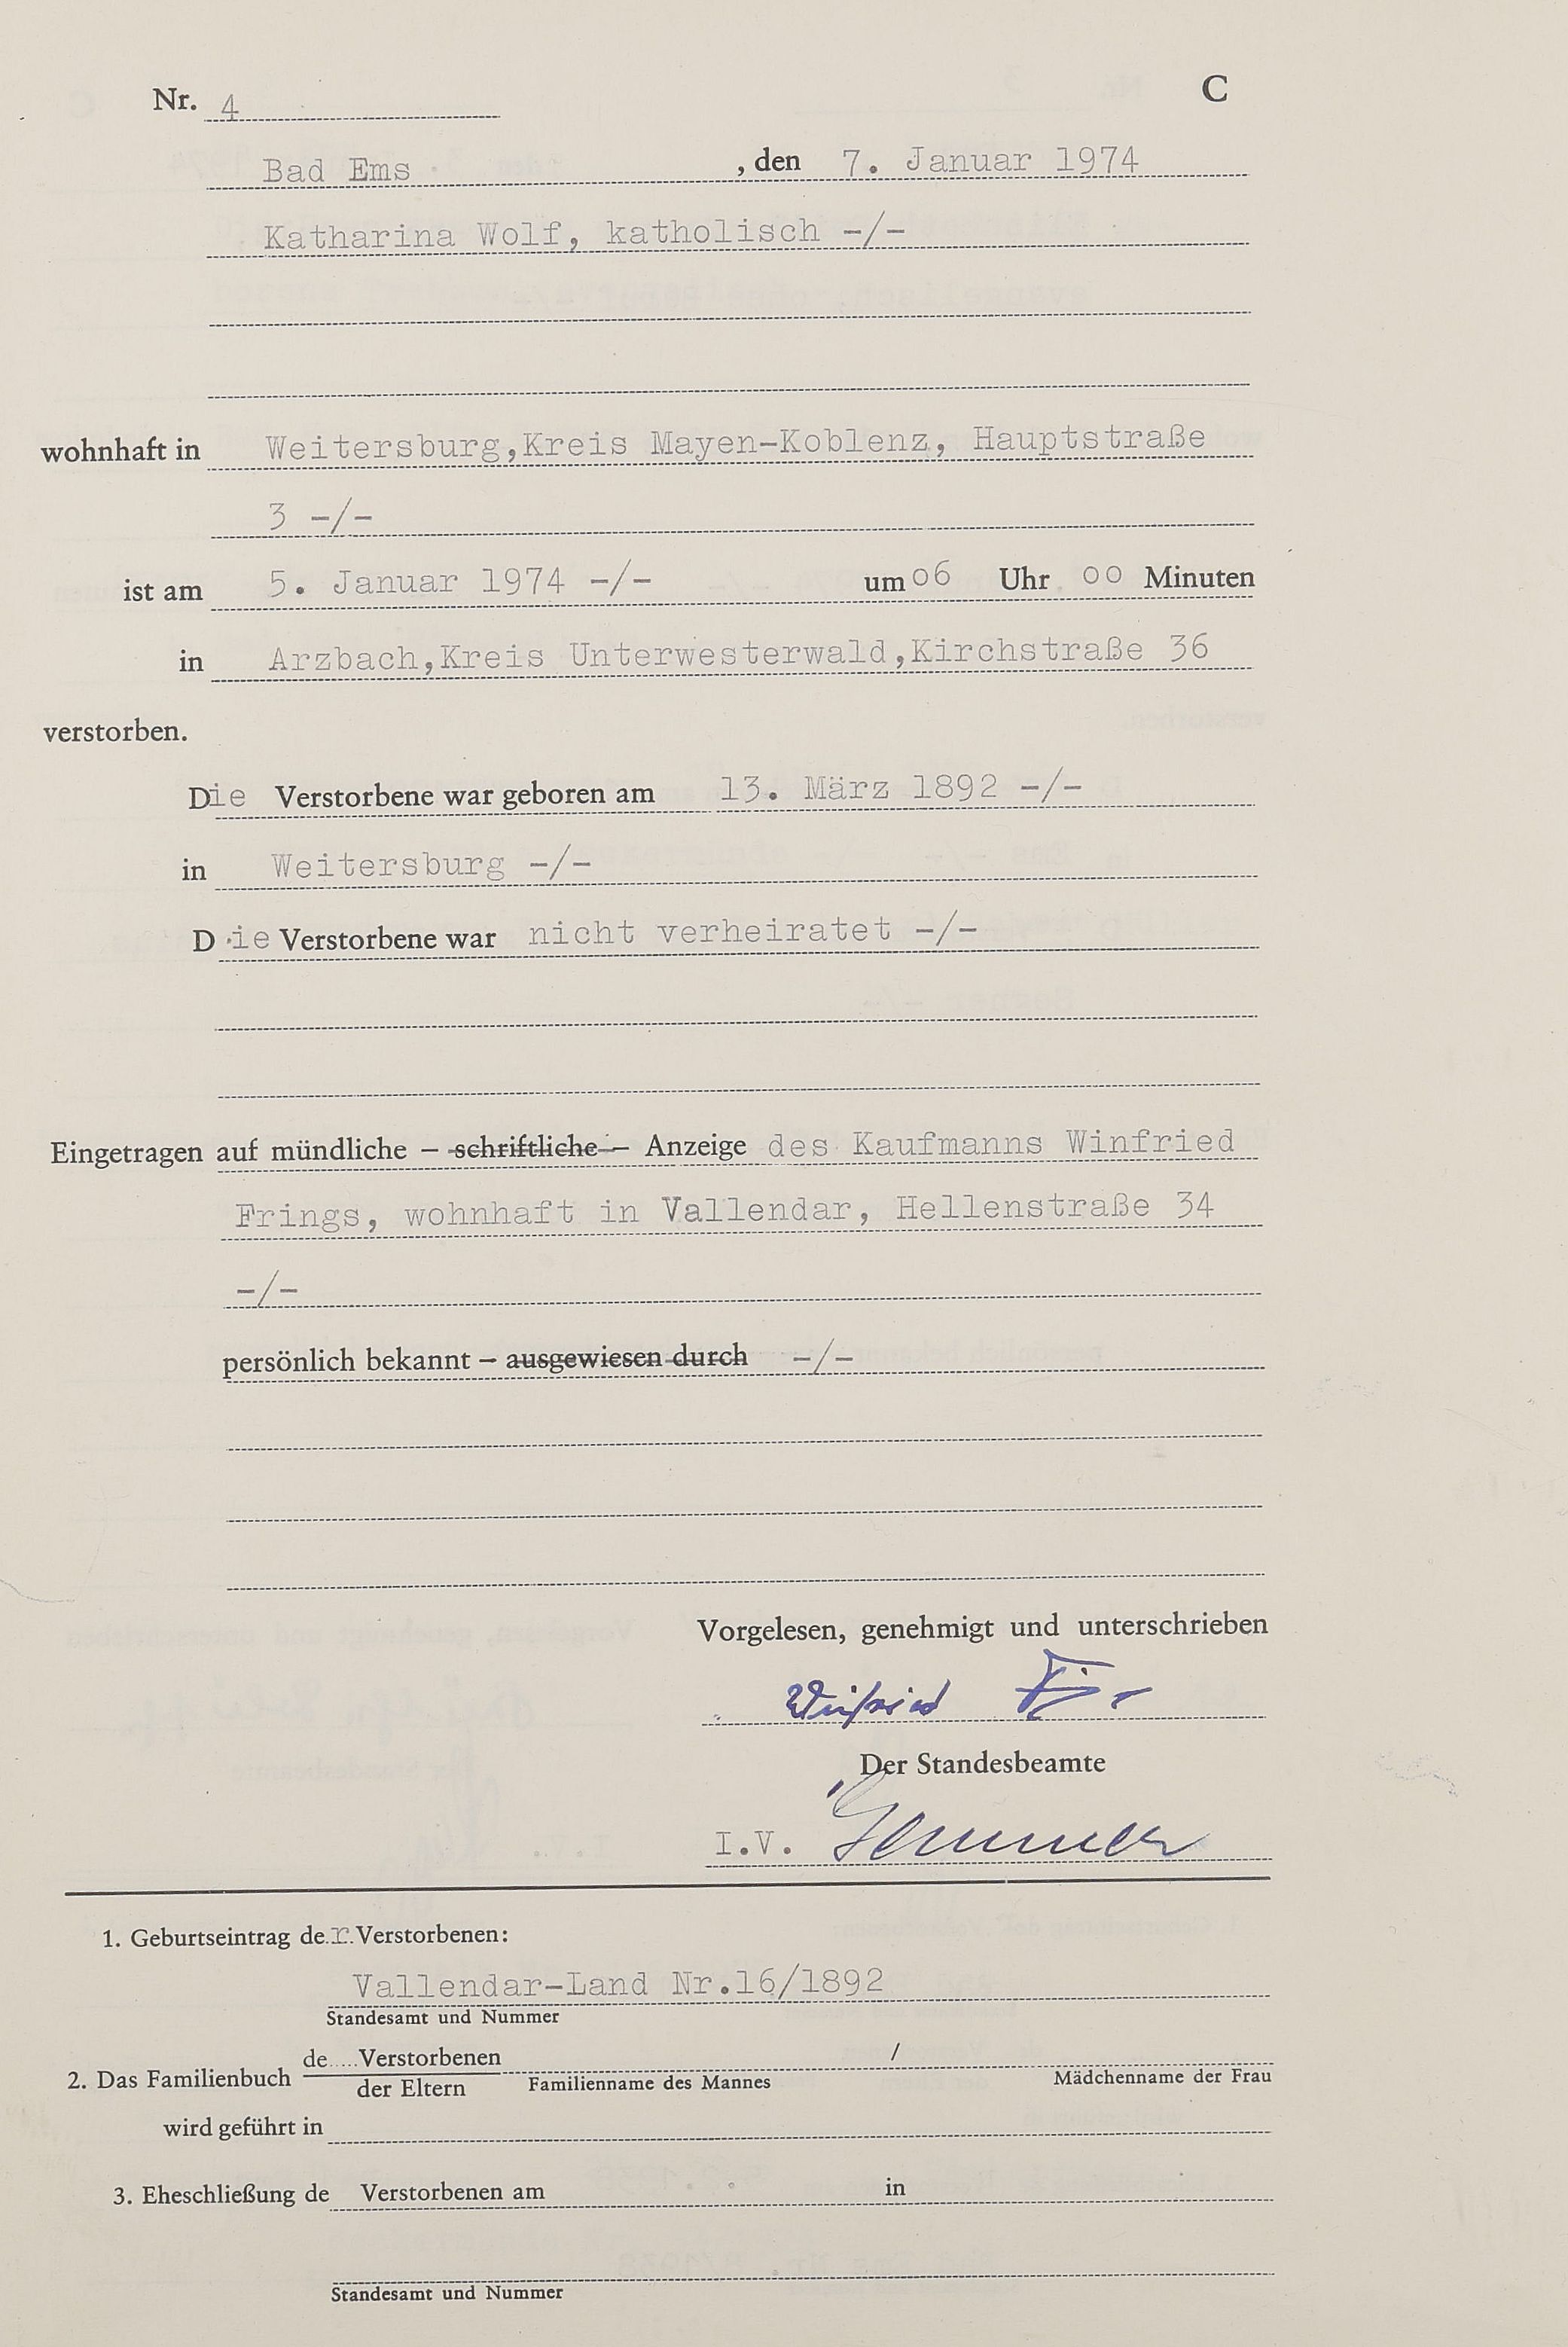 Nr. 4
C
Bad Ems, den 7. Januar 1974
Katharina Wolf, katholisch -/-
wohnhaft in Weitersburg,Kreis Mayen-Koblenz, Hauptstraße
3 -/-
ist am 5. Januar 1974 -/- um o6 Uhr oo Minuten
in Arzbach,Kreis Unterwesterwald,Kirchstraße 36
verstorben.
Die Verstorbene war geboren am 13. März 1892 -/-
in Weitersburg -/-
Die Verstorbene war nicht verheiratet -/-
Eingetragen auf mündliche – schriftliche – Anzeige des Kaufmanns Winfried
Frings, wohnhaft in Vallendar, Hellenstraße 34
-/-
persönlich bekannt – ausgewiesen durch -/-
Vorgelesen, genehmigt und unterschrieben
Winfried
Der Standesbeamte
I.V.
1. Geburtseintrag der Verstorbenen:
Vallendar-Land Nr.16/1892
Standesamt und Nummer
2. Das Familienbuch de..... Verstorbenen /
der Eltern Familienname des Mannes Mädchenname der Frau
wird geführt in
3. Eheschließung de Verstorbenen am in
Standesamt und Nummer